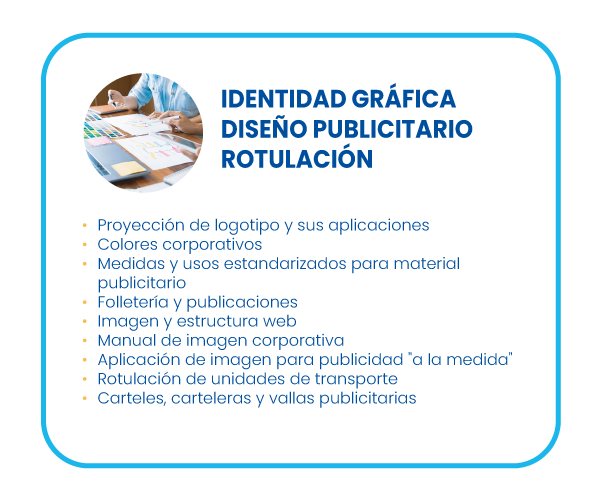 IDENTIDAD GRÁFICA
DISEÑO PUBLICITARIO
ROTULACIÓN
• Proyección de logotipo y sus aplicaciones
• Colores corporativos
• Medidas y usos estandarizados para material
publicitario
• Folletería y publicaciones
• Imagen y estructura web
• Manual de imagen corporativa
• Aplicación de imagen para publicidad "a la medida"
• Rotulación de unidades de transporte
• Carteles, carteleras y vallas publicitarias